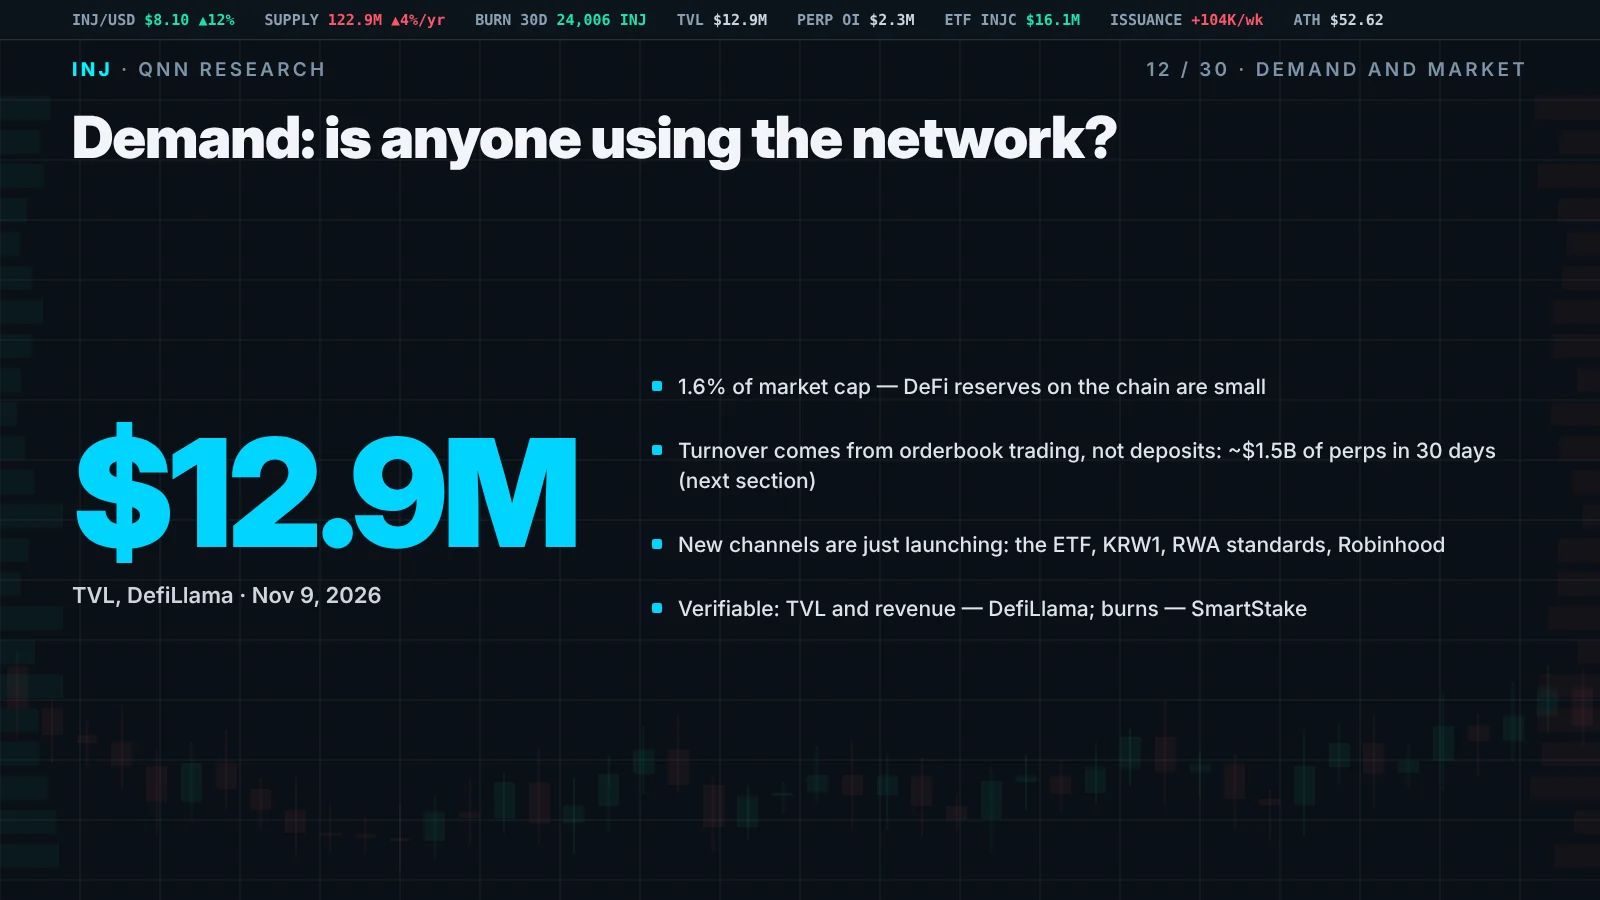 INJ/USD $8.10 ▲12% SUPPLY 122.9M ▲4%/yr BURN 30D 24,006 INJ TVL $12.9M PERP OI $2.3M ETF INJC $16.1M ISSUANCE +104K/wk ATH $52.62
INJ · QNN RESEARCH
12 / 30 · DEMAND AND MARKET
Demand: is anyone using the network?
$12.9M
TVL, DefiLlama · Nov 9, 2026
1.6% of market cap — DeFi reserves on the chain are small
Turnover comes from orderbook trading, not deposits: ~$1.5B of perps in 30 days
(next section)
New channels are just launching: the ETF, KRW1, RWA standards, Robinhood
Verifiable: TVL and revenue — DefiLlama; burns — SmartStake